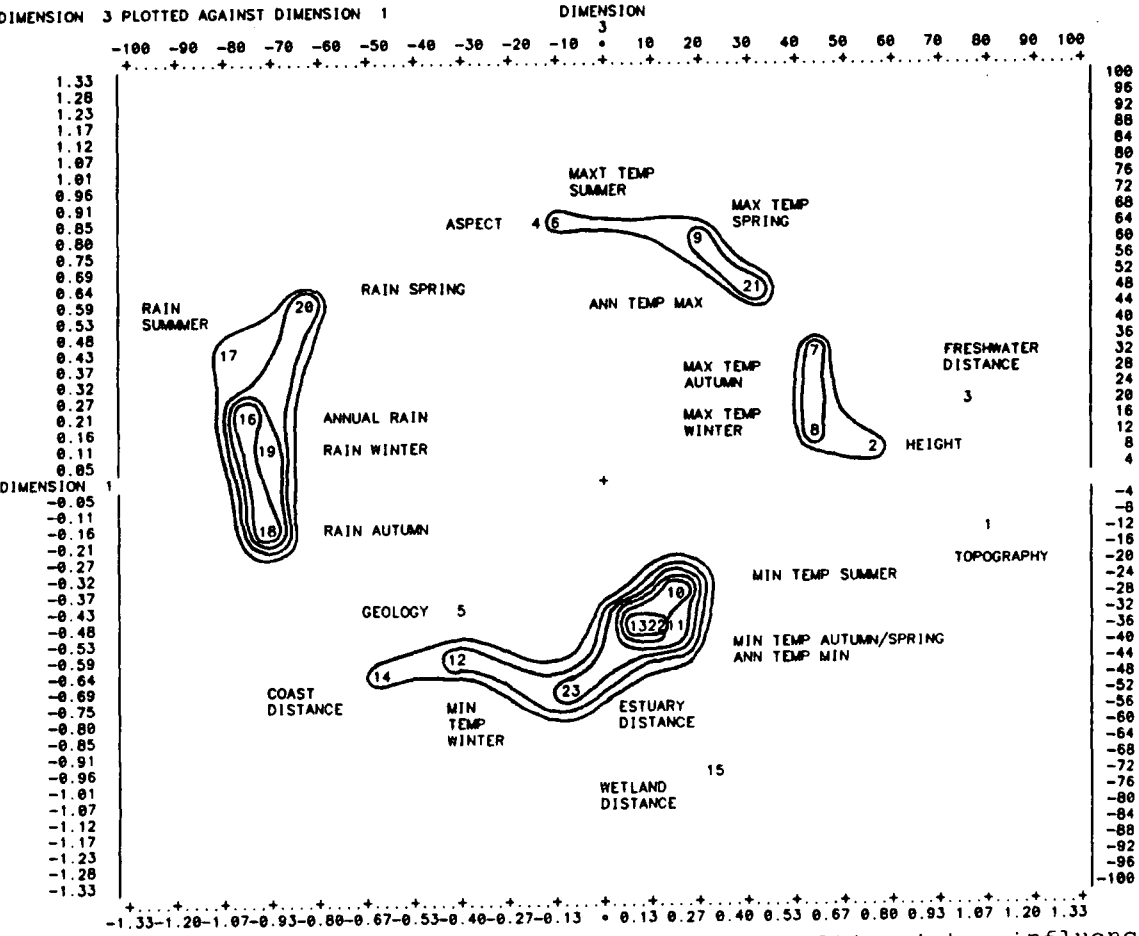 DIMENSION 3 PLOTTED AGAINST DIMENSION 1
DIMENSION
3
-100 -90 -80 -70 -60 -50 -40 -30 -20 -10 * 10 20 30 40 50 60 70 80 90 100
1.33 100
1.28 96
1.23 92
1.17 88
1.12 84
1.07 80
1.01 76
0.96 72
0.91 68
0.85 64
0.80 60
0.75 56
0.69 52
0.64 48
0.59 44
0.53 40
0.48 36
0.43 32
0.37 28
0.32 24
0.27 20
0.21 16
0.16 12
0.11 8
0.05 4
DIMENSION 1
-0.05 -4
-0.11 -8
-0.16 -12
-0.21 -16
-0.27 -20
-0.32 -24
-0.37 -28
-0.43 -32
-0.48 -36
-0.53 -40
-0.59 -44
-0.64 -48
-0.69 -52
-0.75 -56
-0.80 -60
-0.85 -64
-0.91 -68
-0.96 -72
-1.01 -76
-1.07 -80
-1.12 -84
-1.17 -88
-1.23 -92
-1.28 -96
-1.33 -100
MAXT TEMP
SUMMER
MAX TEMP
SPRING
ASPECT 4 6
9
21
ANN TEMP MAX
RAIN SPRING
20
RAIN
SUMMMER
17
16 ANNUAL RAIN
19 RAIN WINTER
18 RAIN AUTUMN
7
MAX TEMP
AUTUMN
MAX TEMP
WINTER
8
2 HEIGHT
FRESHWATER
DISTANCE
3
1
TOPOGRAPHY
MIN TEMP SUMMER
10
GEOLOGY 5
132211
MIN TEMP AUTUMN/SPRING
ANN TEMP MIN
12
14
23
COAST
DISTANCE
MIN
TEMP
WINTER
ESTUARY
DISTANCE
15
WETLAND
DISTANCE
-1.33-1.20-1.07-0.93-0.80-0.67-0.53-0.40-0.27-0.13 * 0.13 0.27 0.40 0.53 0.67 0.80 0.93 1.07 1.20 1.33